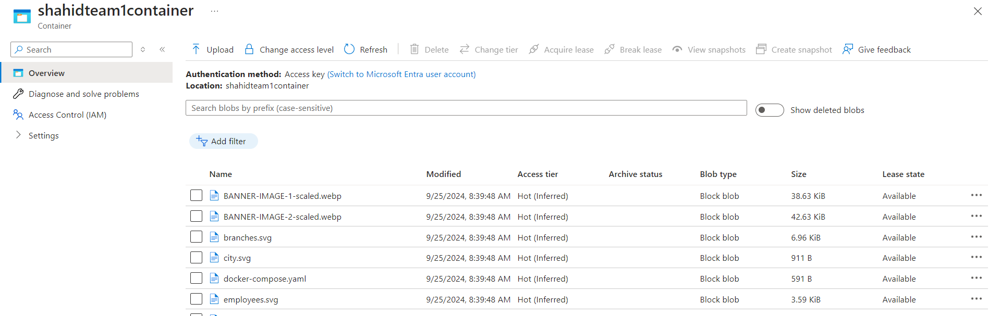 shahidteam1container ...
Container
Search
Upload Change access level Refresh Delete Change tier Acquire lease Break lease View snapshots Create snapshot Give feedback
Overview
Diagnose and solve problems
Access Control (IAM)
Settings
Authentication method: Access key (Switch to Microsoft Entra user account)
Location: shahidteam1container
Search blobs by prefix (case-sensitive)
Show deleted blobs
Add filter
Name Modified Access tier Archive status Blob type Size Lease state
BANNER-IMAGE-1-scaled.webp 9/25/2024, 8:39:48 AM Hot (Inferred) Block blob 38.63 KiB Available
BANNER-IMAGE-2-scaled.webp 9/25/2024, 8:39:48 AM Hot (Inferred) Block blob 42.63 KiB Available
branches.svg 9/25/2024, 8:39:48 AM Hot (Inferred) Block blob 6.96 KiB Available
city.svg 9/25/2024, 8:39:48 AM Hot (Inferred) Block blob 911 B Available
docker-compose.yaml 9/25/2024, 8:39:48 AM Hot (Inferred) Block blob 591 B Available
employees.svg 9/25/2024, 8:39:48 AM Hot (Inferred) Block blob 3.59 KiB Available